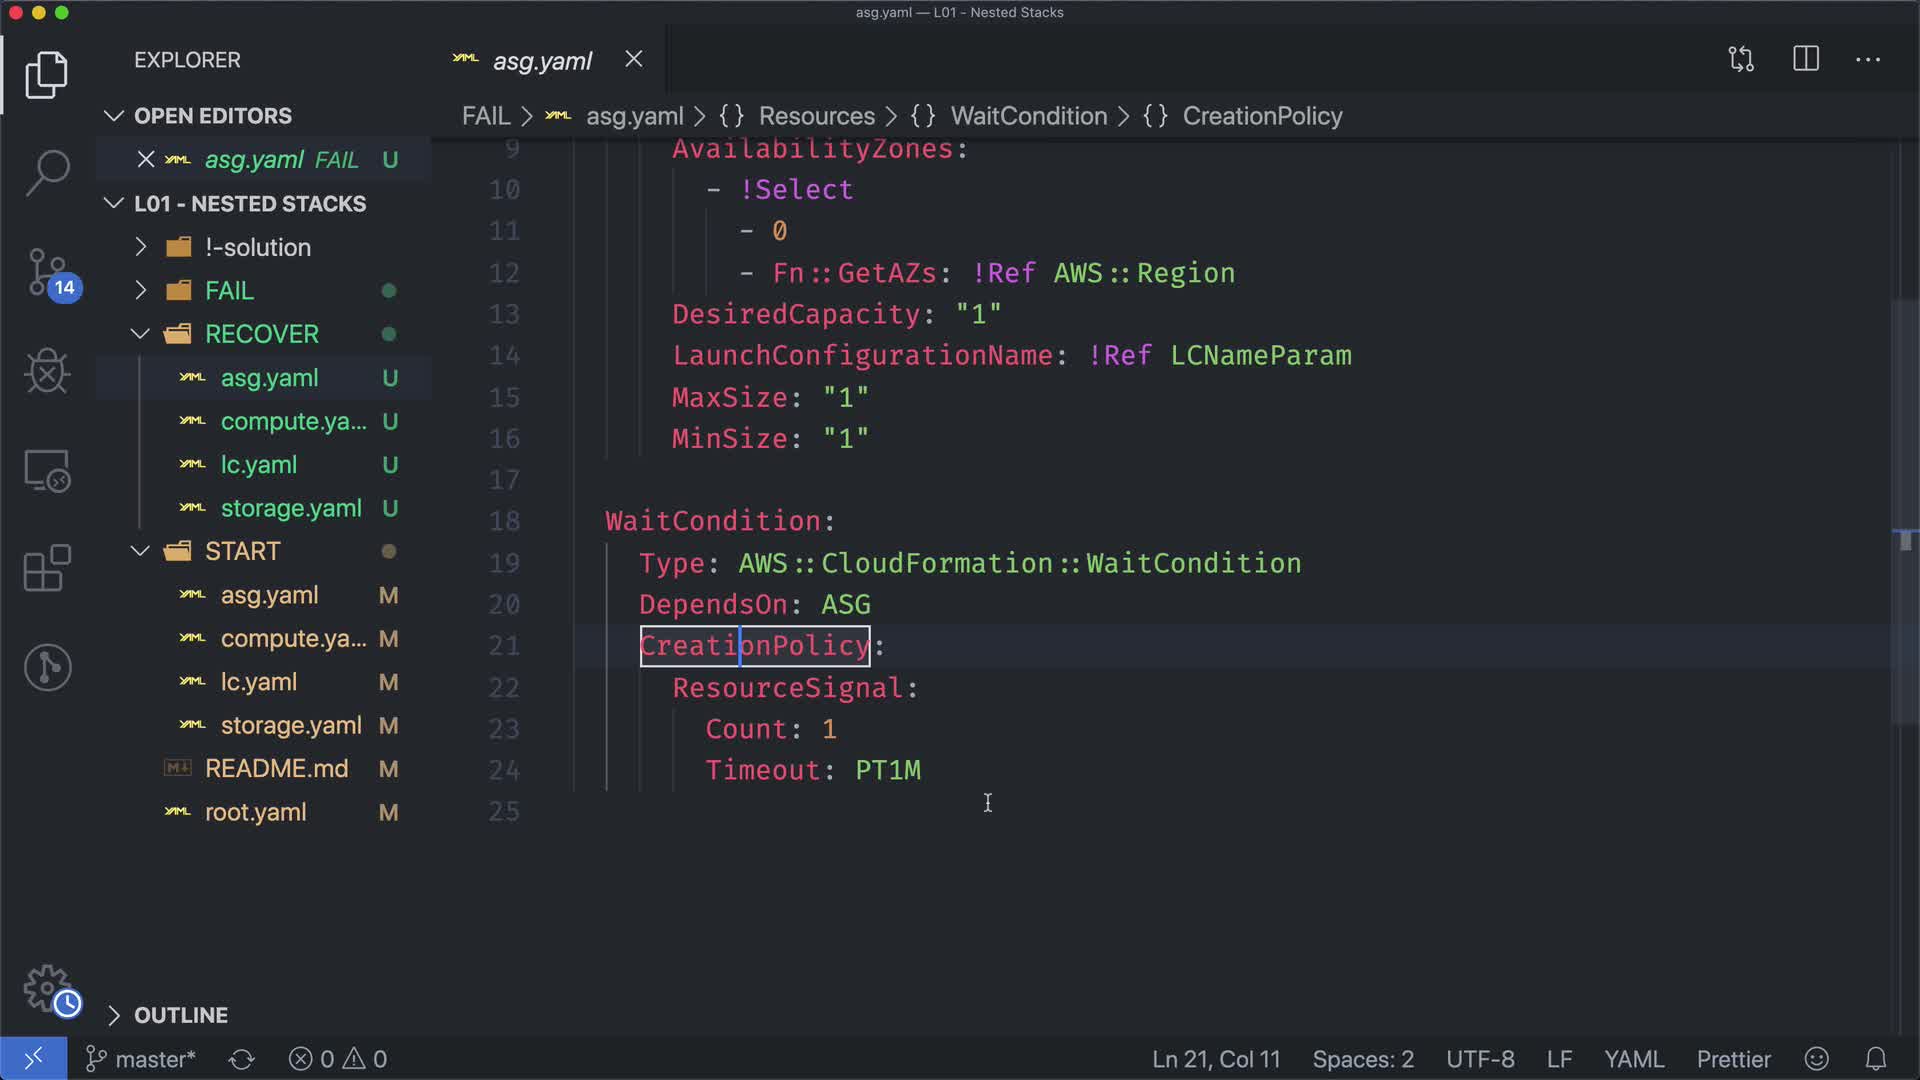 asg.yaml — L01 - Nested Stacks
EXPLORER
OPEN EDITORS
asg.yaml FAIL U
L01 - NESTED STACKS
!-solution
FAIL
RECOVER
asg.yaml U
compute.ya... U
lc.yaml U
storage.yaml U
START
asg.yaml M
compute.ya... M
lc.yaml M
storage.yaml M
README.md M
root.yaml M
OUTLINE
14
asg.yaml
FAIL > asg.yaml > {} Resources > {} WaitCondition > {} CreationPolicy
9 AvailabilityZones:
10 - !Select
11 - 0
12 - Fn::GetAZs: !Ref AWS::Region
13 DesiredCapacity: "1"
14 LaunchConfigurationName: !Ref LCNameParam
15 MaxSize: "1"
16 MinSize: "1"
17
18 WaitCondition:
19 Type: AWS::CloudFormation::WaitCondition
20 DependsOn: ASG
21 CreationPolicy:
22 ResourceSignal:
23 Count: 1
24 Timeout: PT1M
25
master* 0 0 Ln 21, Col 11 Spaces: 2 UTF-8 LF YAML Prettier